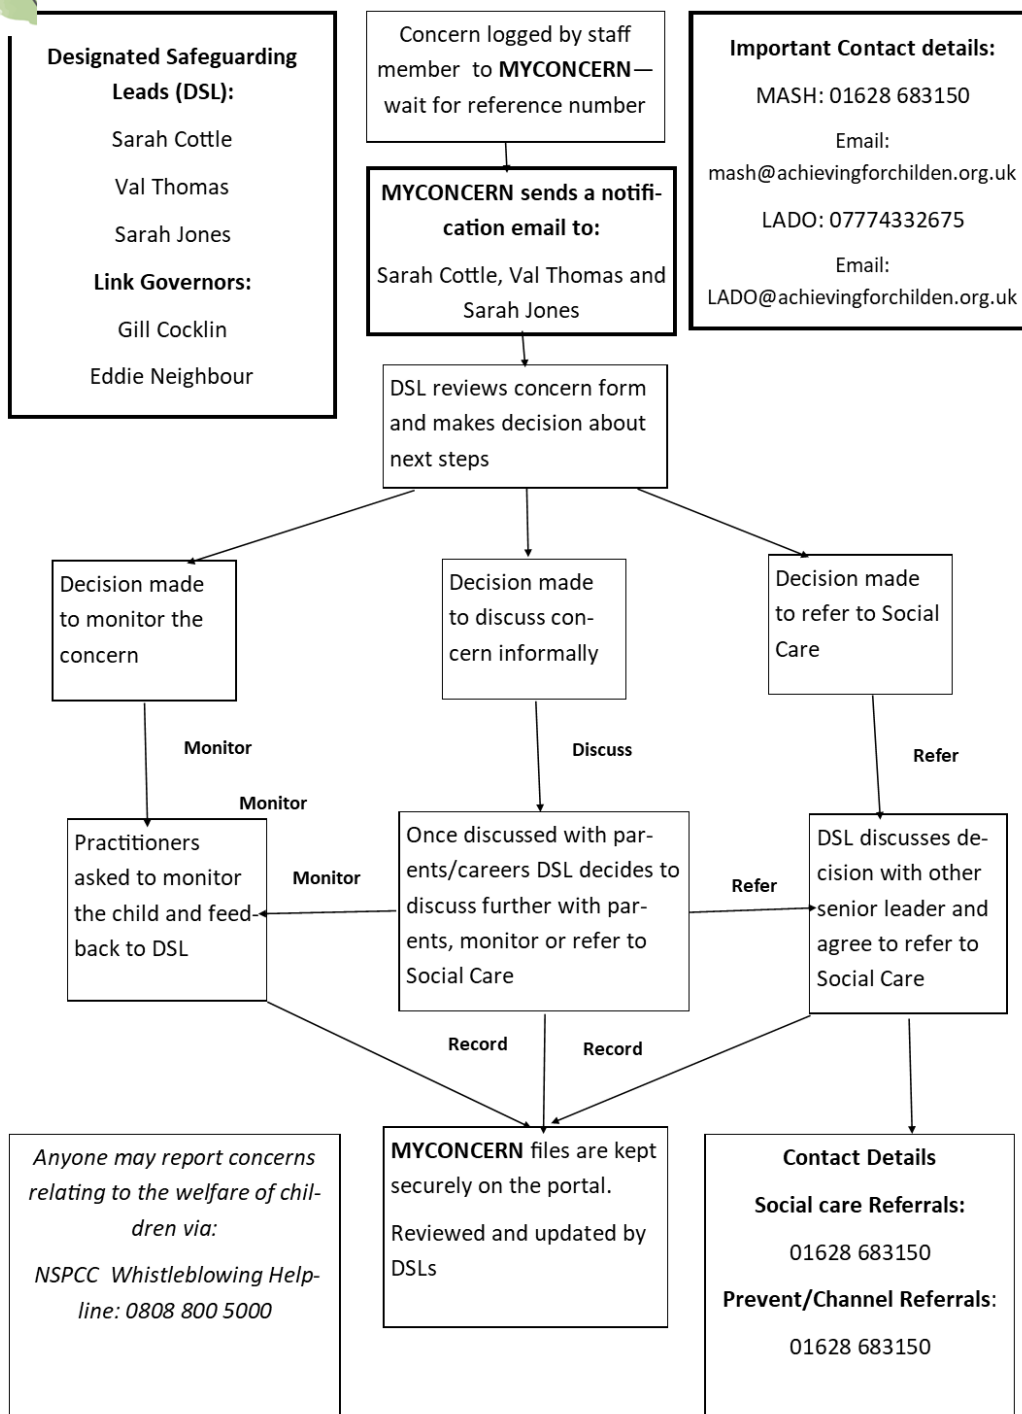 Designated Safeguarding
Leads (DSL):
Sarah Cottle
Val Thomas
Sarah Jones
Link Governors:
Gill Cocklin
Eddie Neighbour
Concern logged by staff
member to MYCONCERN—
wait for reference number
MYCONCERN sends a notifi-
cation email to:
Sarah Cottle, Val Thomas and
Sarah Jones
Important Contact details:
MASH: 01628 683150
Email:
mash@achievingforchilden.org.uk
LADO: 07774332675
Email:
LADO@achievingforchilden.org.uk
DSL reviews concern form
and makes decision about
next steps
Decision made
to monitor the
concern
Decision made
to discuss con-
cern informally
Decision made
to refer to Social
Care
Monitor
Discuss
Refer
Monitor
Practitioners
asked to monitor
the child and feed-
back to DSL
Monitor
Once discussed with par-
ents/careers DSL decides to
discuss further with par-
ents, monitor or refer to
Social Care
Refer
DSL discusses de-
cision with other
senior leader and
agree to refer to
Social Care
Record
Record
Anyone may report concerns
relating to the welfare of chil-
dren via:
NSPCC Whistleblowing Help-
line: 0808 800 5000
MYCONCERN files are kept
securely on the portal.
Reviewed and updated by
DSLs
Contact Details
Social care Referrals:
01628 683150
Prevent/Channel Referrals:
01628 683150